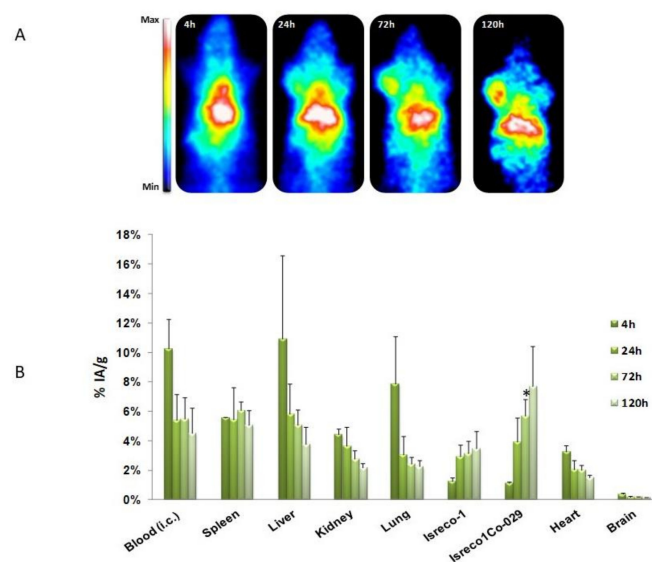 A
Max
Min
4h
24h
72h
120h
B
% IA/g
18%
16%
14%
12%
10%
8%
6%
4%
2%
0%
*
4h
24h
72h
120h
Blood (i.c.)
Spleen
Liver
Kidney
Lung
Isreco-1
Isreco1Co-029
Heart
Brain